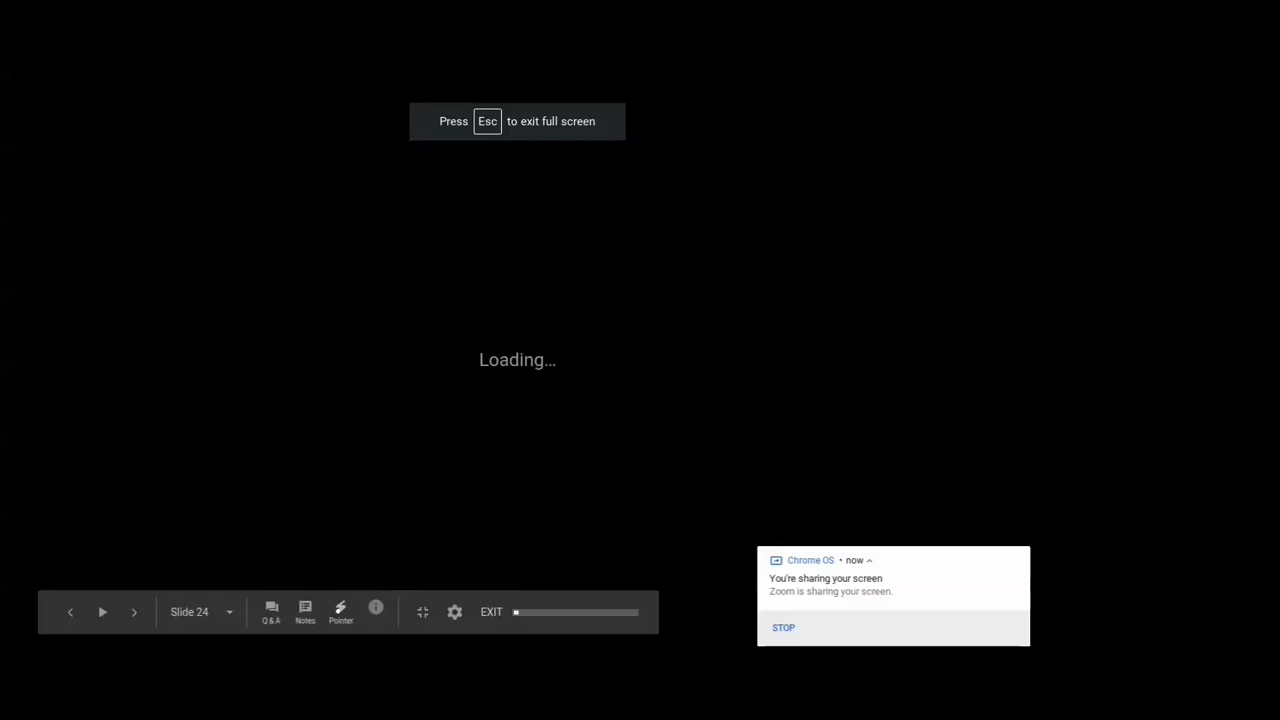 Press Esc to exit full screen
Loading...
Chrome OS • now
You're sharing your screen
Zoom is sharing your screen.
STOP
Slide 24
Q & A
Notes
Pointer
EXIT